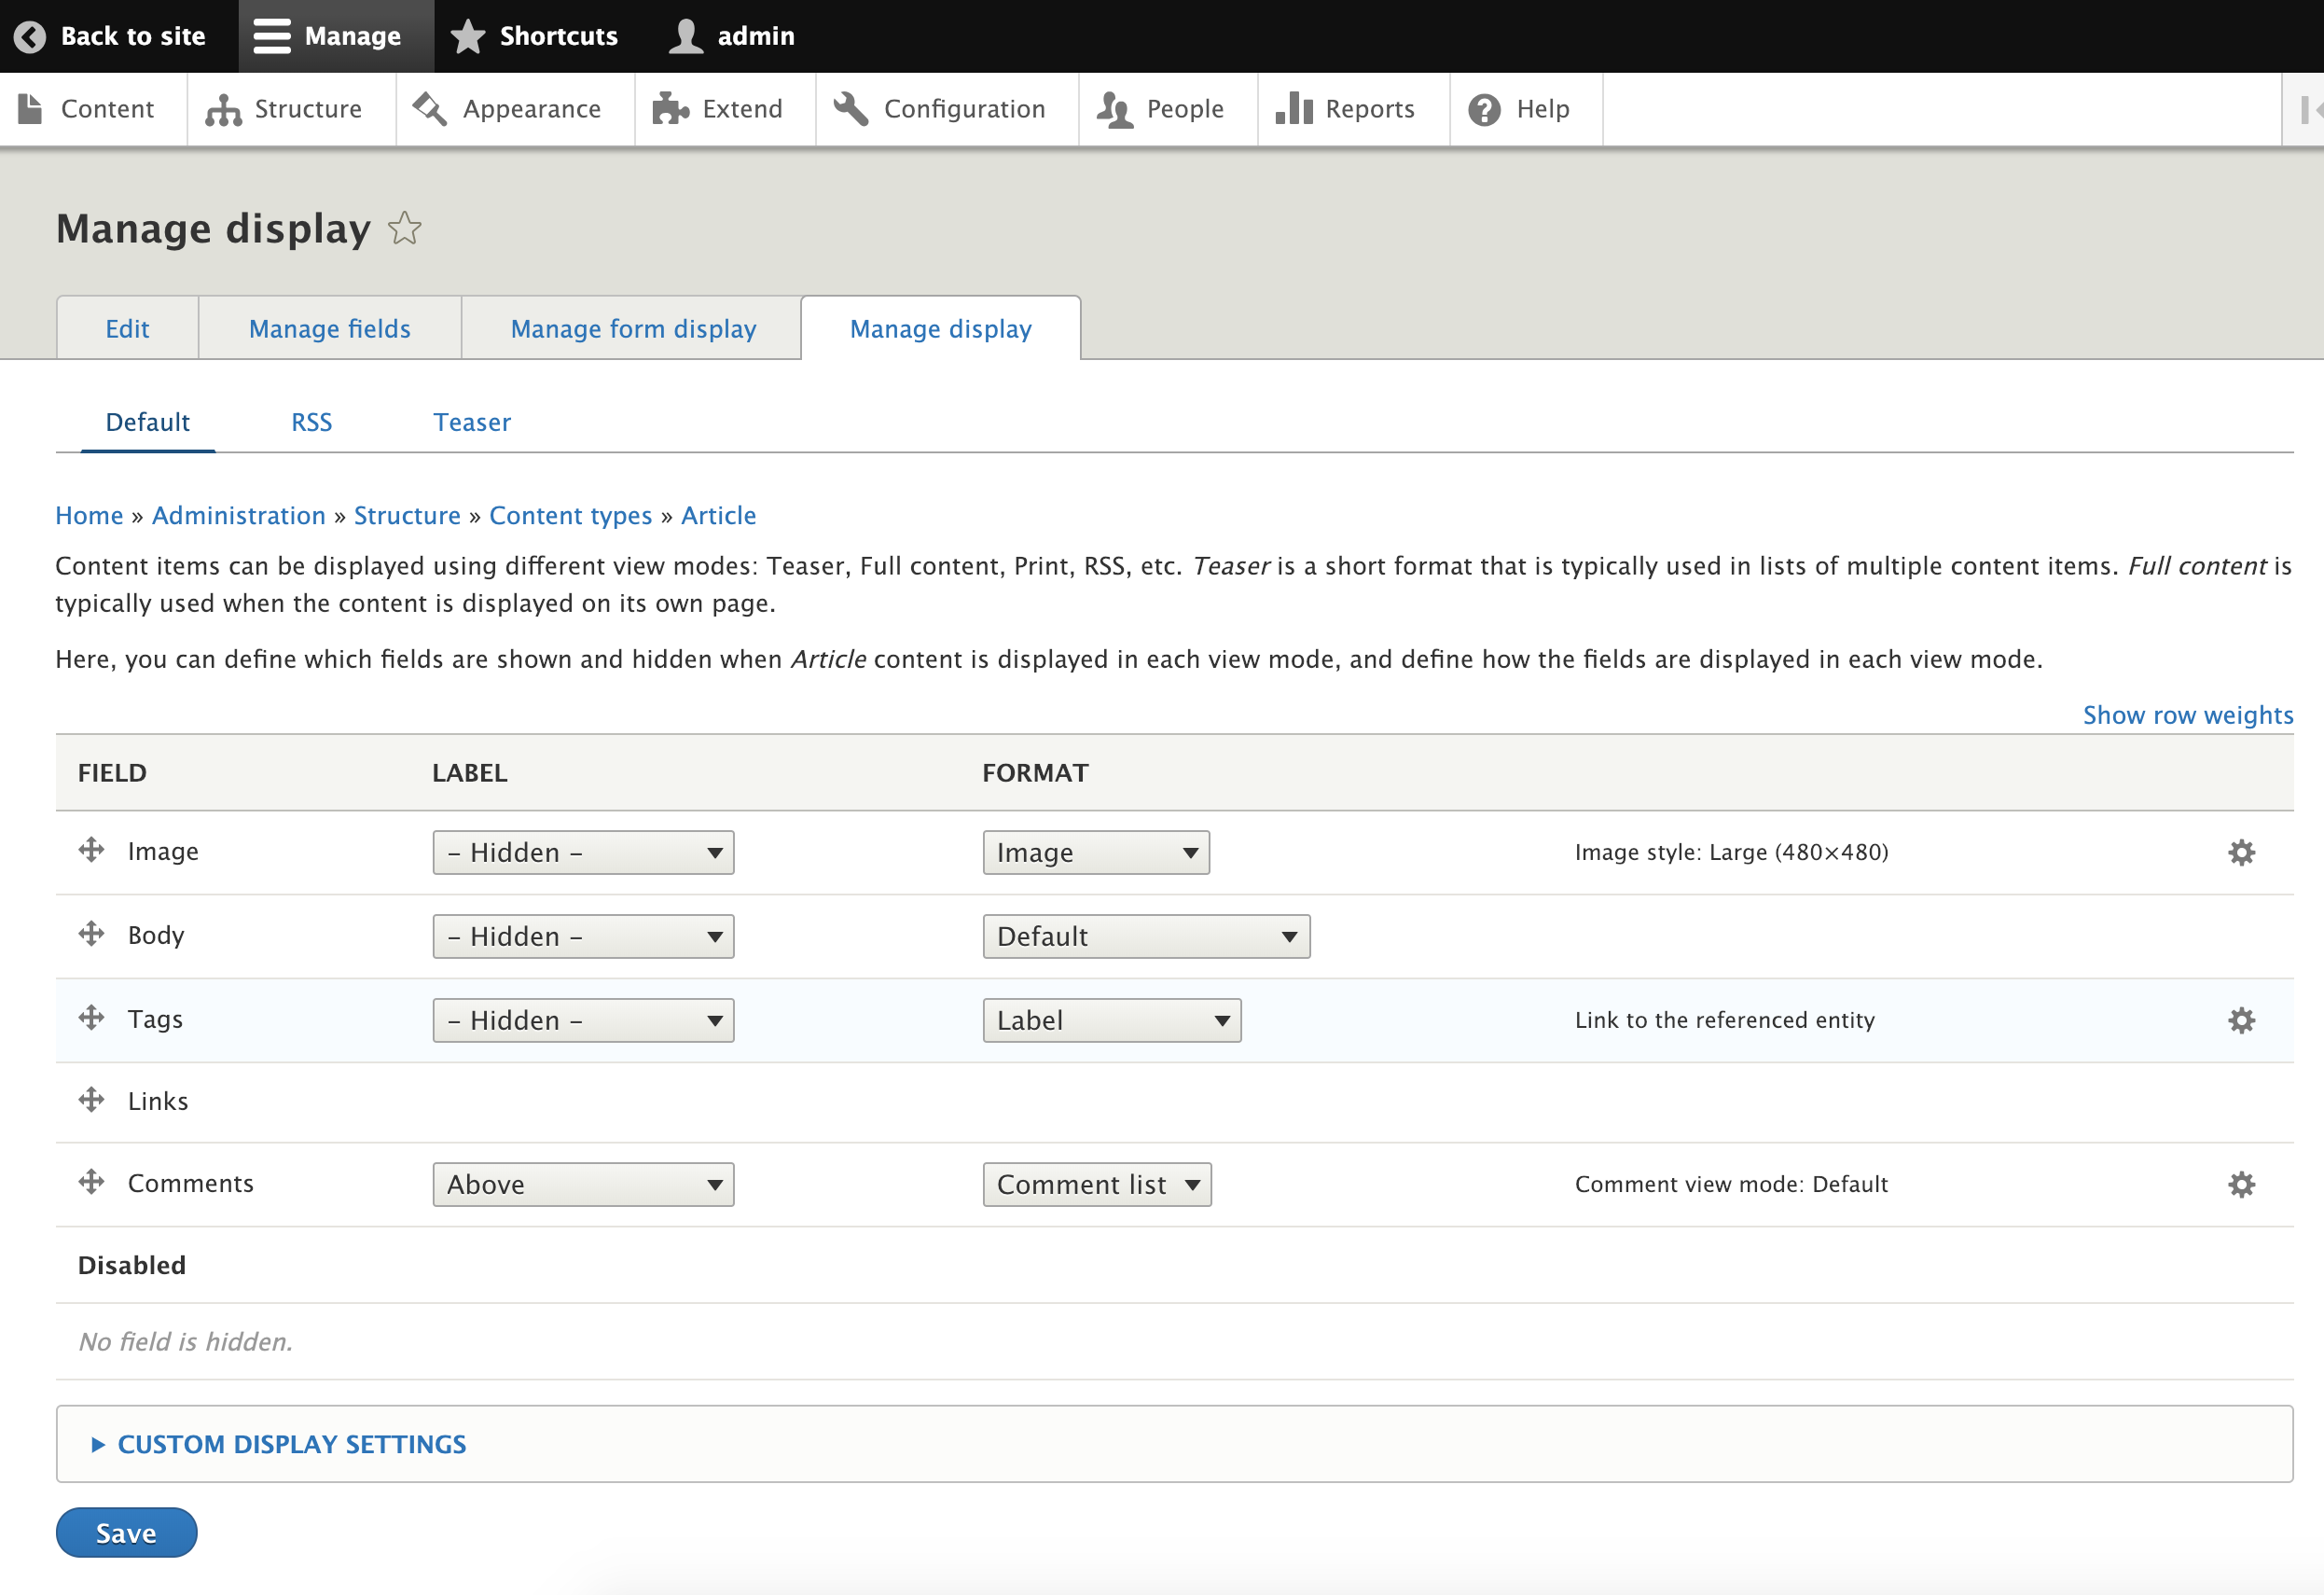 Back to site Manage Shortcuts admin
Content Structure Appearance Extend Configuration People Reports Help
Manage display
Edit Manage fields Manage form display Manage display
Default RSS Teaser
Home » Administration » Structure » Content types » Article
Content items can be displayed using different view modes: Teaser, Full content, Print, RSS, etc. Teaser is a short format that is typically used in lists of multiple content items. Full content is
typically used when the content is displayed on its own page.
Here, you can define which fields are shown and hidden when Article content is displayed in each view mode, and define how the fields are displayed in each view mode.
Show row weights
FIELD LABEL FORMAT
Image – Hidden – Image Image style: Large (480×480)
Body – Hidden – Default
Tags – Hidden – Label Link to the referenced entity
Links
Comments Above Comment list Comment view mode: Default
Disabled
No field is hidden.
CUSTOM DISPLAY SETTINGS
Save